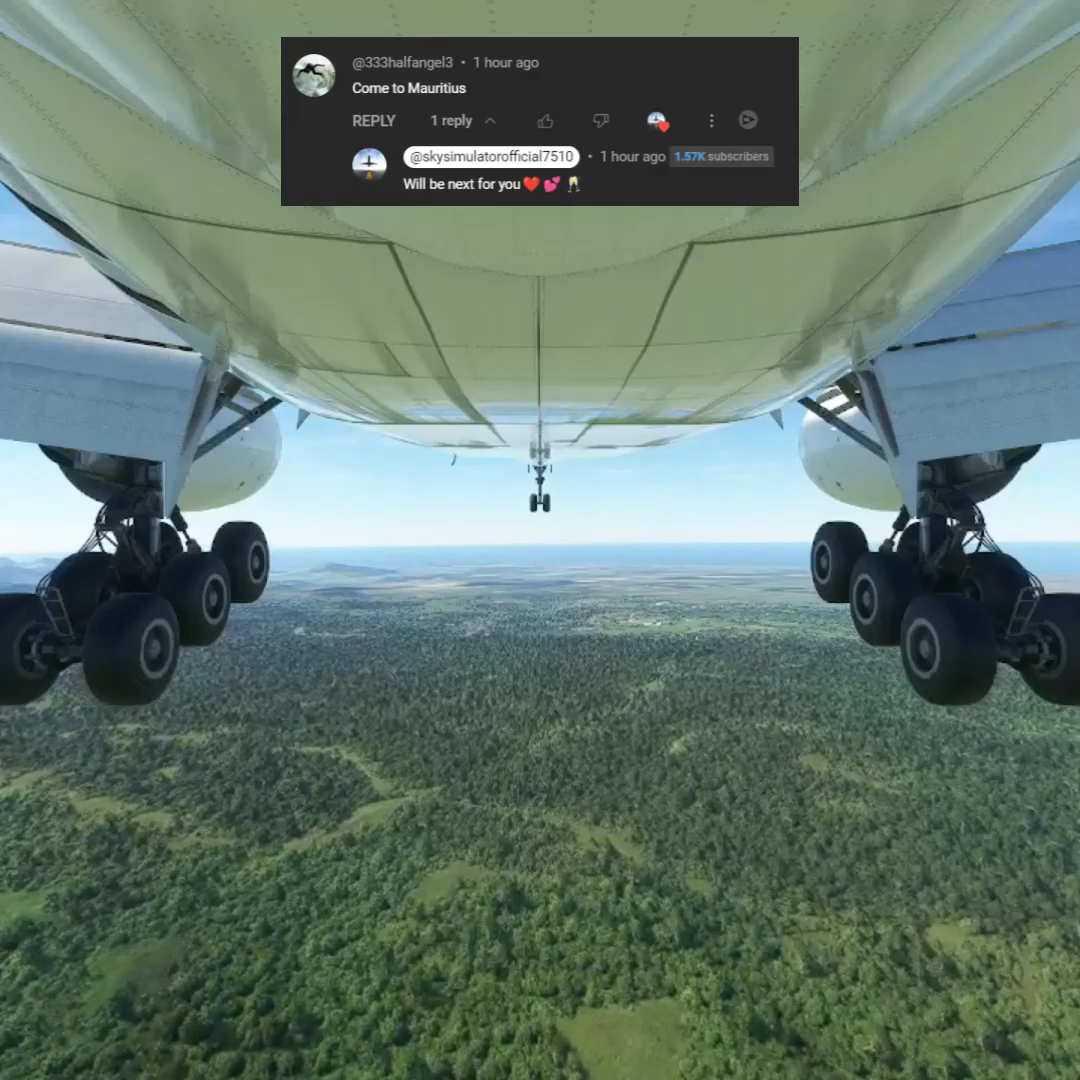 @333halfangel3 • 1 hour ago
Come to Mauritius
REPLY 1 reply
@skysimulatorofficial7510 • 1 hour ago 1.57K subscribers
Will be next for you❤️ 💕 🥂